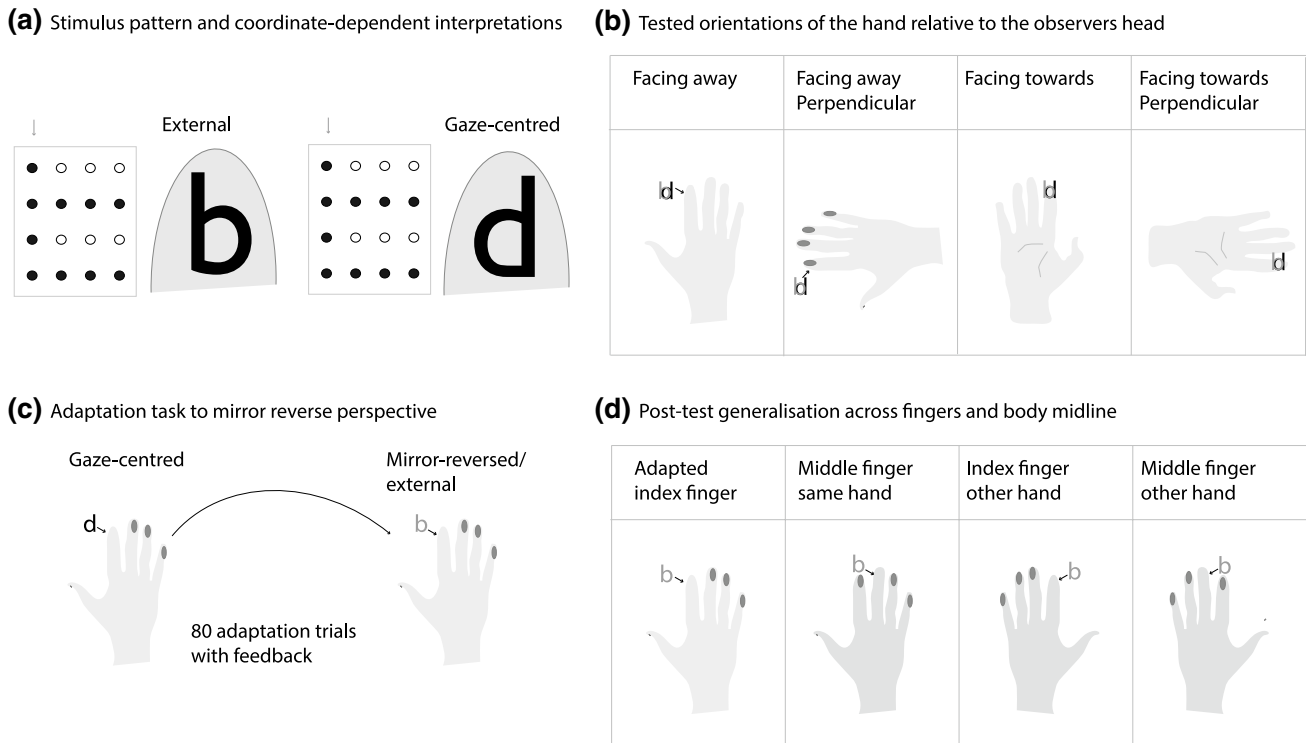 (a) Stimulus pattern and coordinate-dependent interpretations
External
Gaze-centred
b
d
(b) Tested orientations of the hand relative to the observers head
Facing away
Facing away
Perpendicular
Facing towards
Facing towards
Perpendicular
(c) Adaptation task to mirror reverse perspective
Gaze-centred
Mirror-reversed/
external
d
b
80 adaptation trials
with feedback
(d) Post-test generalisation across fingers and body midline
Adapted
index finger
Middle finger
same hand
Index finger
other hand
Middle finger
other hand
b
b
b
b